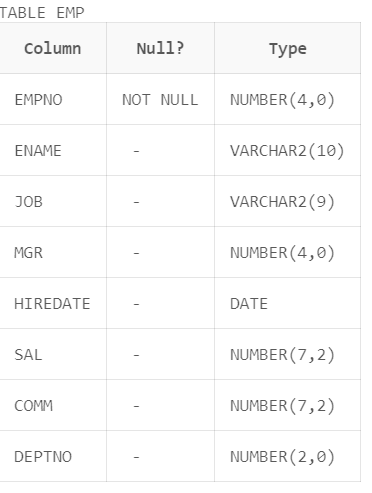 TABLE EMP
Column Null? Type
EMPNO NOT NULL NUMBER(4,0)
ENAME - VARCHAR2(10)
JOB - VARCHAR2(9)
MGR - NUMBER(4,0)
HIREDATE - DATE
SAL - NUMBER(7,2)
COMM - NUMBER(7,2)
DEPTNO - NUMBER(2,0)